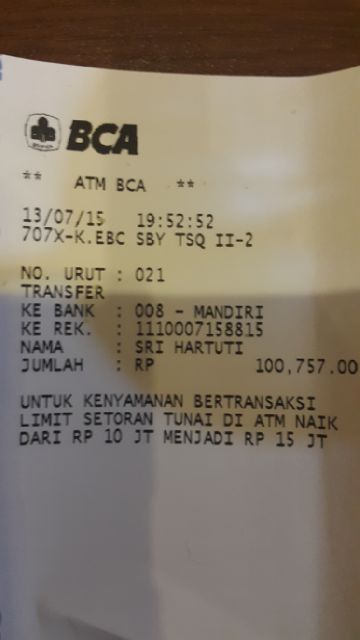 BCA
** ATM BCA **
13/07/15 19:52:52
707X-K.EBC SBY TSQ II-2
NO. URUT : 021
TRANSFER
KE BANK : 008 - MANDIRI
KE REK. : 1110007158815
NAMA : SRI HARTUTI
JUMLAH : RP 100,757.00
UNTUK KENYAMANAN BERTRANSAKSI
LIMIT SETORAN TUNAI DI ATM NAIK
DARI RP 10 JT MENJADI RP 15 JT